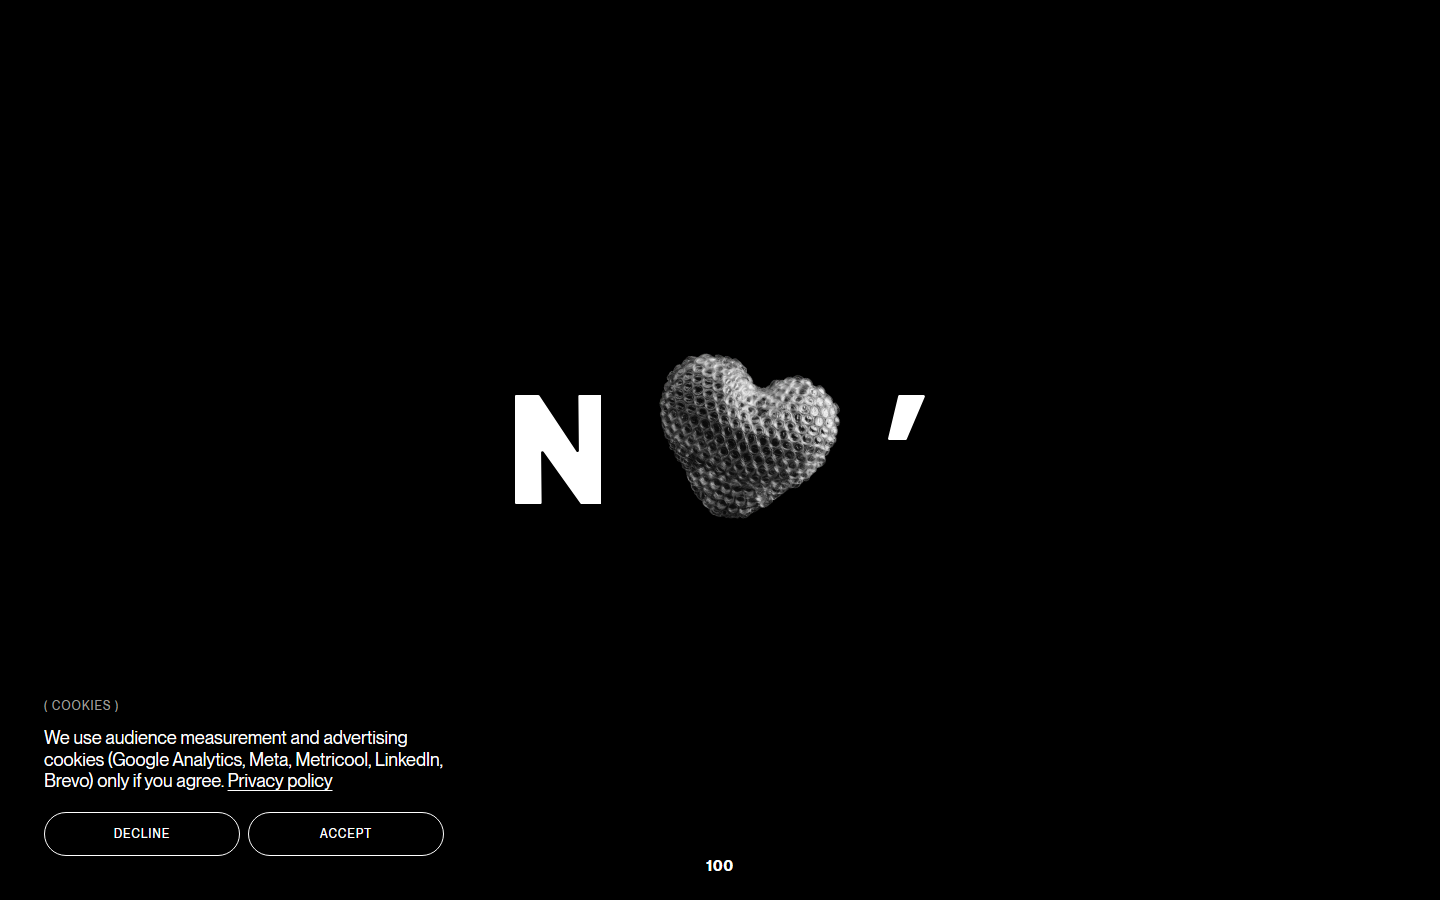 N ’
( COOKIES )
We use audience measurement and advertising
cookies (Google Analytics, Meta, Metricool, LinkedIn,
Brevo) only if you agree. Privacy policy
DECLINE
ACCEPT
100